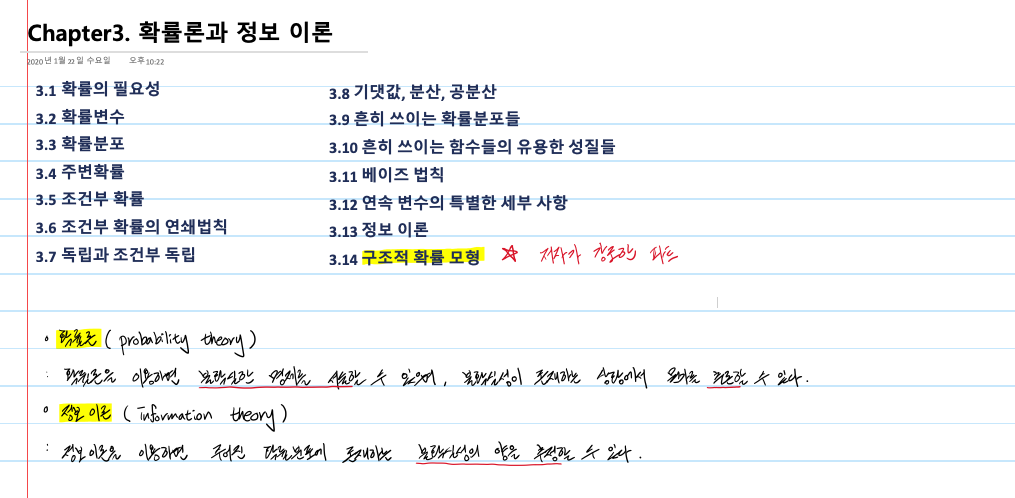 Chapter3. 확률론과 정보 이론
2020년 1월 22일 수요일 오후 10:22
3.1 확률의 필요성
3.2 확률변수
3.3 확률분포
3.4 주변확률
3.5 조건부 확률
3.6 조건부 확률의 연쇄법칙
3.7 독립과 조건부 독립
3.8 기댓값, 분산, 공분산
3.9 흔히 쓰이는 확률분포들
3.10 흔히 쓰이는 함수들의 유용한 성질들
3.11 베이즈 법칙
3.12 연속 변수의 특별한 세부 사항
3.13 정보 이론
3.14 구조적 확률 모형 ☆ 저자가 강조한 파트
• 확률론 ( probability theory )
: 확률론을 이용하면 불확실한 명제를 서술할 수 있으며, 불확실성이 존재하는 상황에서 뭔가를 추론할 수 있다.
• 정보 이론 ( information theory )
: 정보 이론을 이용하면 주어진 확률분포에 존재하는 불확실성의 양을 추정할 수 있다.